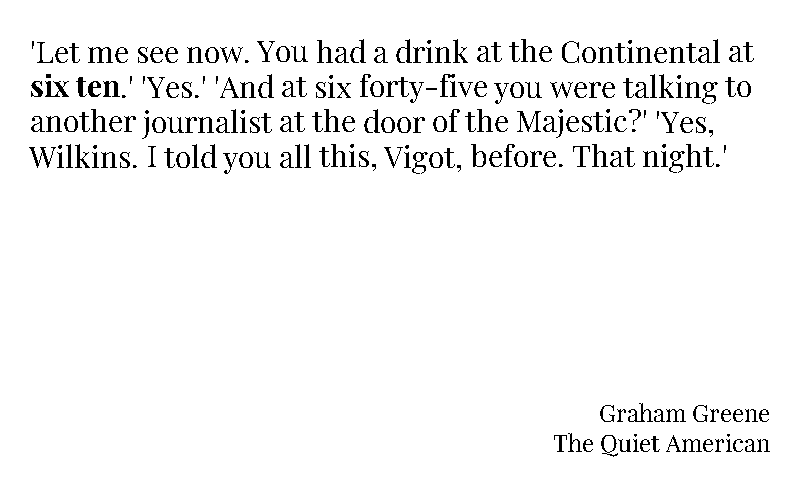 'Let me see now. You had a drink at the Continental at
six ten.' 'Yes.' 'And at six forty-five you were talking to
another journalist at the door of the Majestic?' 'Yes,
Wilkins. I told you all this, Vigot, before. That night.'
Graham Greene
The Quiet American